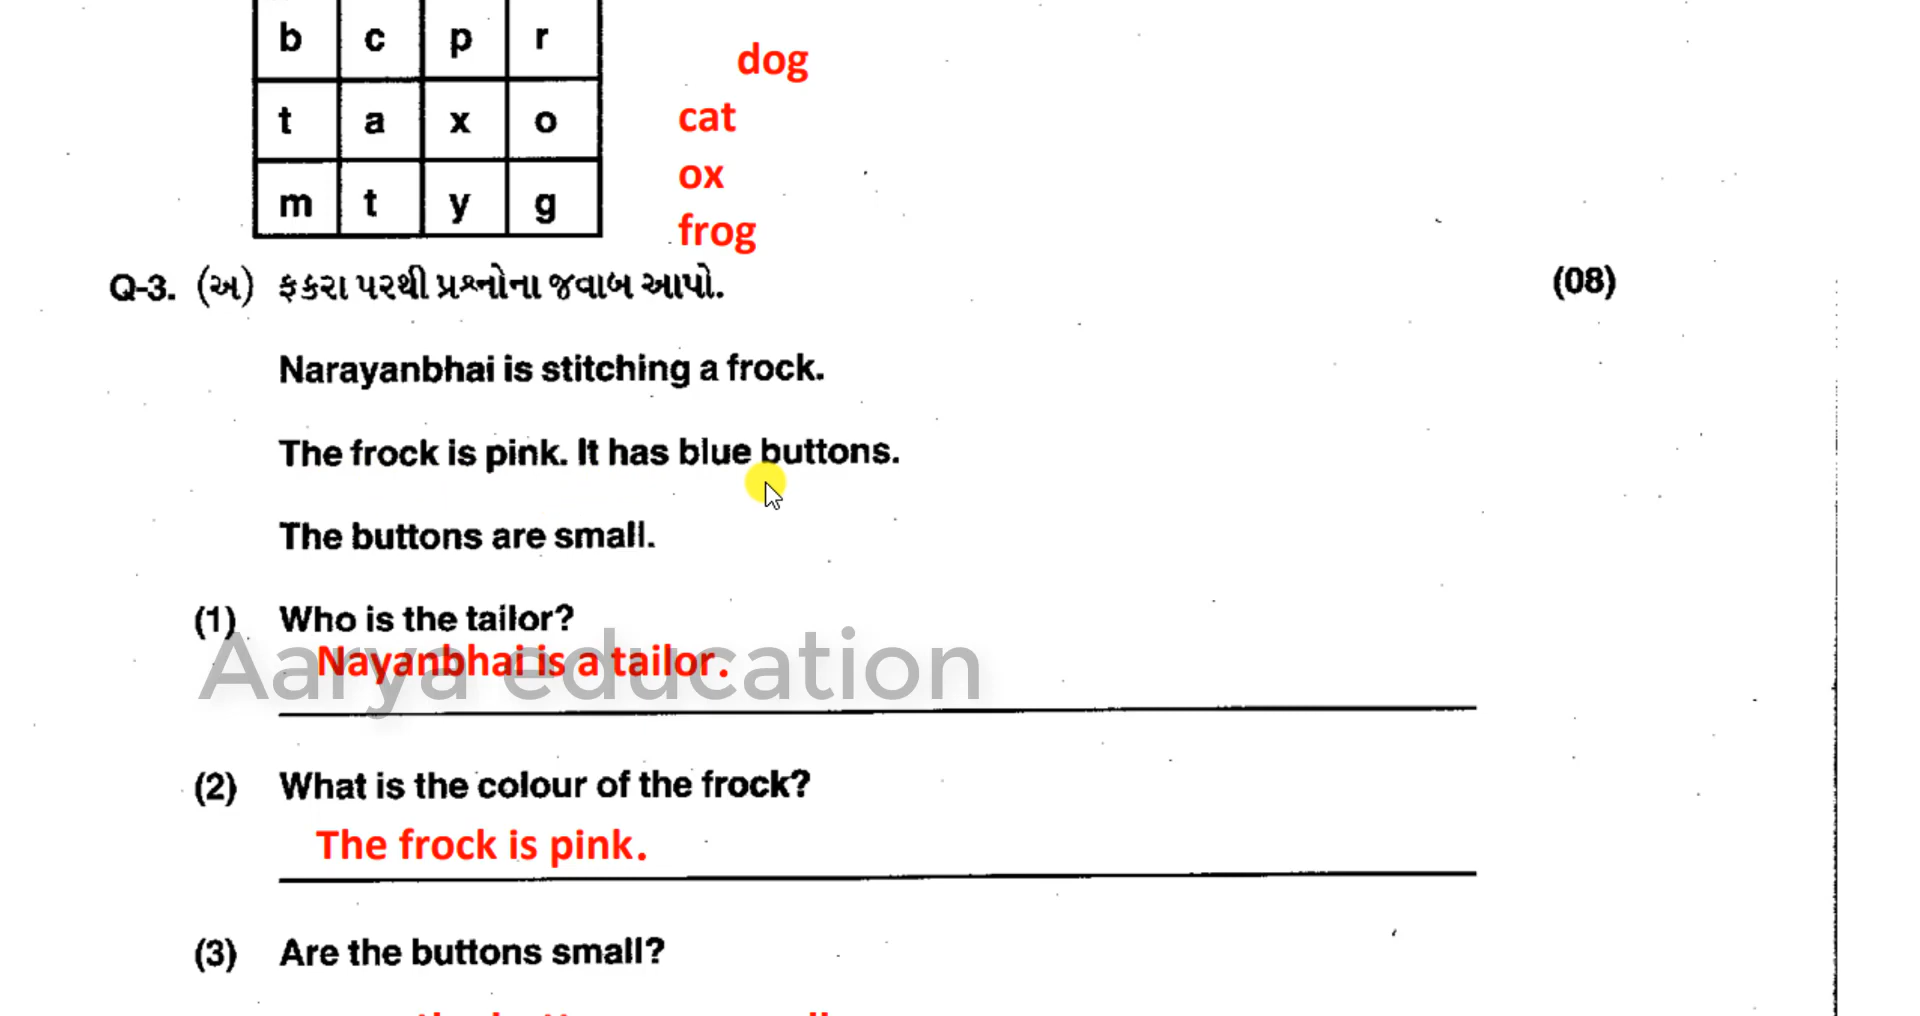 b c p r
dog
t a x o
cat
ox
m t y g
frog
Q-3. (અ) ફકરા પરથી પ્રશ્નોના જવાબ આપો. (08)
Narayanbhai is stitching a frock.
The frock is pink. It has blue buttons.
The buttons are small.
(1) Who is the tailor?
Nayanbhai is a tailor.
Aarya education
(2) What is the colour of the frock?
The frock is pink.
(3) Are the buttons small?